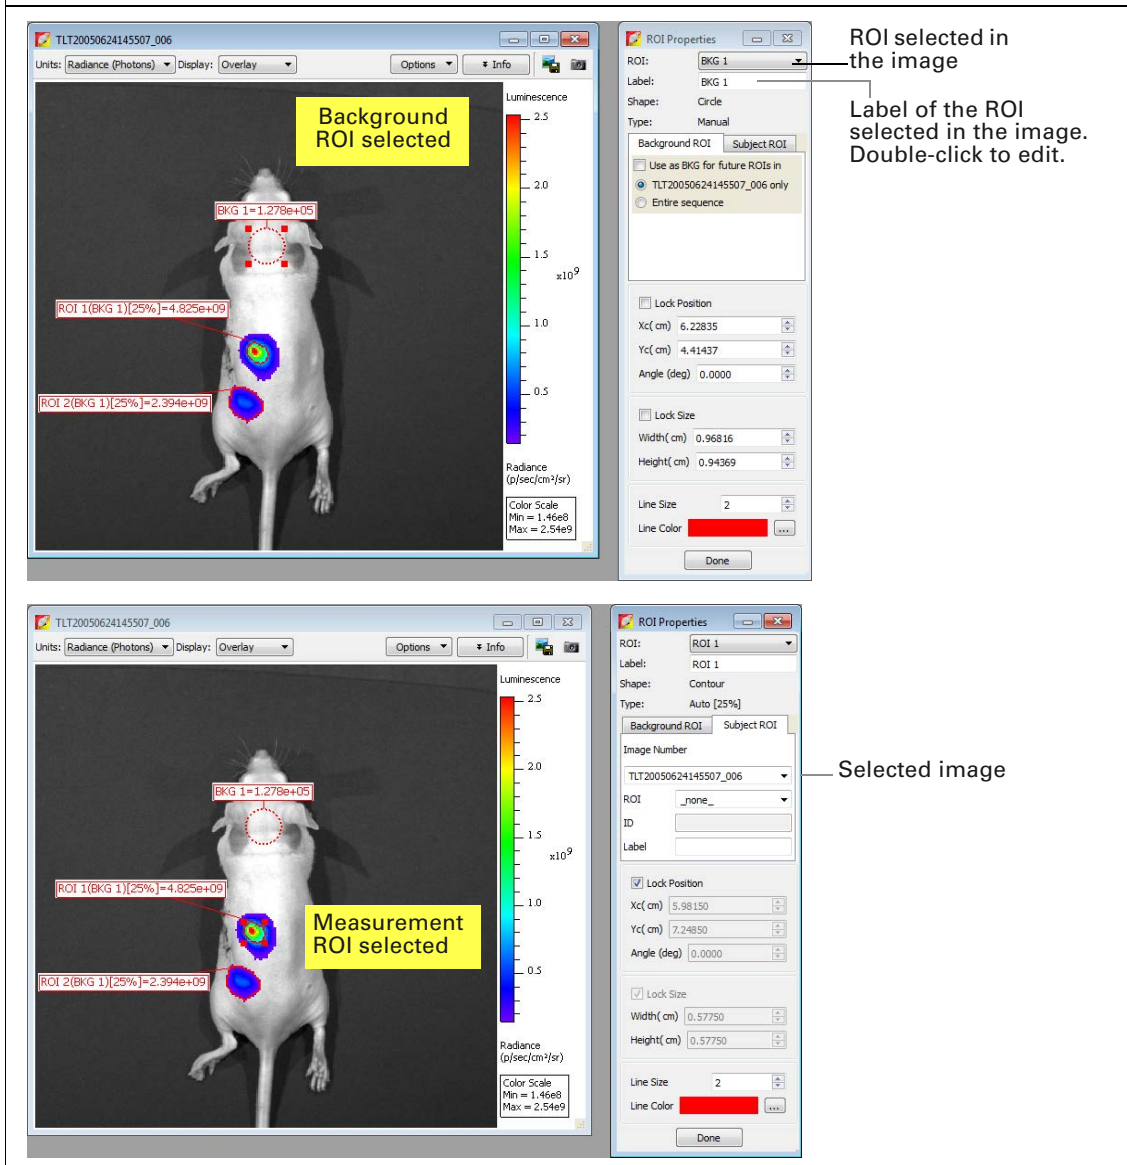 TLT20050624145507_006
Units: Radiance (Photons) Display: Overlay Options Info
Background
ROI selected
Luminescence
2.5
2.0
1.5
x10^9
1.0
0.5
BKG 1=1.278e+05
ROI 1(BKG 1)[25%]=4.825e+09
ROI 2(BKG 1)[25%]=2.394e+09
Radiance
(p/sec/cm²/sr)
Color Scale
Min = 1.46e8
Max = 2.54e9
ROI Properties
ROI: BKG 1
Label: BKG 1
Shape: Circle
Type: Manual
Background ROI Subject ROI
Use as BKG for future ROIs in
TLT20050624145507_006 only
Entire sequence
Lock Position
Xc( cm) 6.22835
Yc( cm) 4.41437
Angle (deg) 0.0000
Lock Size
Width( cm) 0.96816
Height( cm) 0.94369
Line Size 2
Line Color ...
Done
ROI selected in
the image
Label of the ROI
selected in the image.
Double-click to edit.
TLT20050624145507_006
Units: Radiance (Photons) Display: Overlay Options Info
Luminescence
2.5
2.0
1.5
x10^9
1.0
0.5
BKG 1=1.278e+05
ROI 1(BKG 1)[25%]=4.825e+09
Measurement
ROI selected
ROI 2(BKG 1)[25%]=2.394e+09
Radiance
(p/sec/cm²/sr)
Color Scale
Min = 1.46e8
Max = 2.54e9
ROI Properties
ROI: ROI 1
Label: ROI 1
Shape: Contour
Type: Auto [25%]
Background ROI Subject ROI
Image Number
TLT20050624145507_006
ROI _none_
ID
Label
Lock Position
Xc( cm) 5.98150
Yc( cm) 7.24850
Angle (deg) 0.0000
Lock Size
Width( cm) 0.57750
Height( cm) 0.57750
Line Size 2
Line Color ...
Done
Selected image